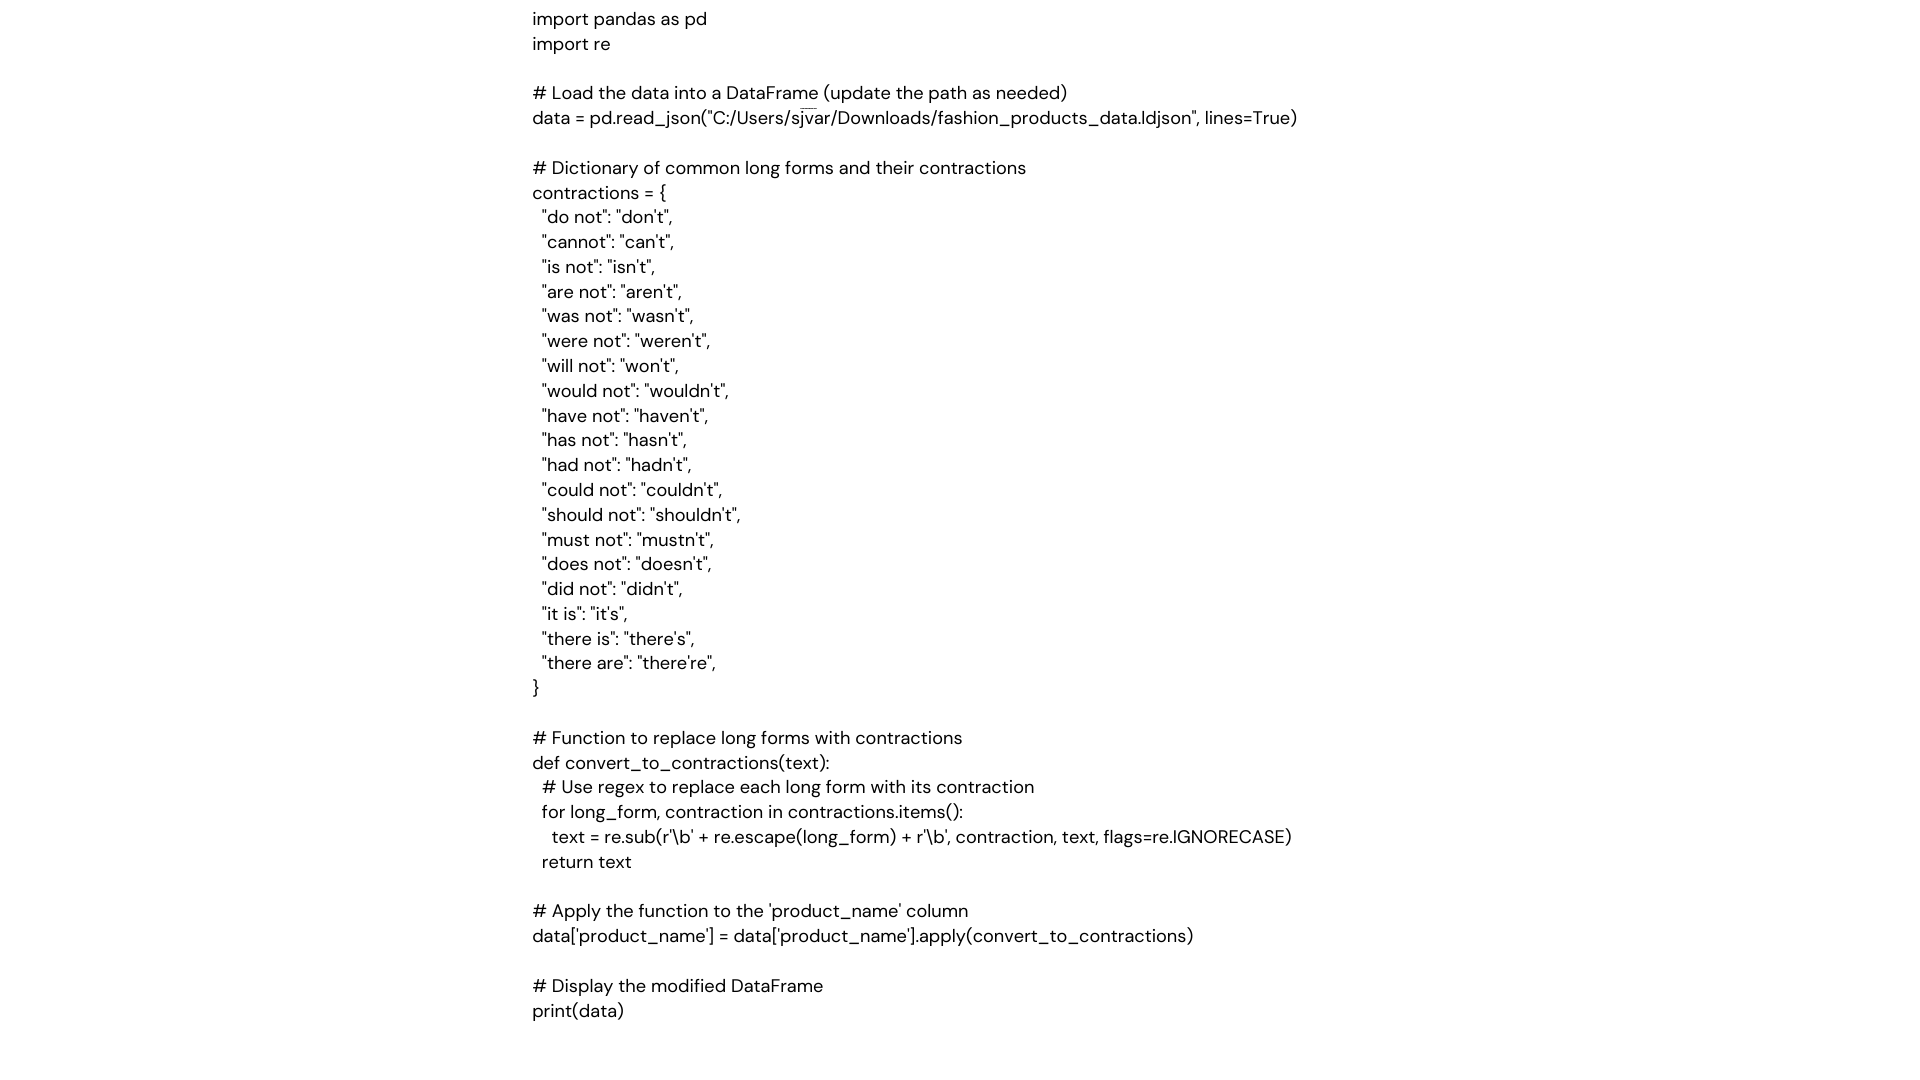 import pandas as pd
import re
# Load the data into a DataFrame (update the path as needed)
data = pd.read_json("C:/Users/sjvar/Downloads/fashion_products_data.ldjson", lines=True)
# Dictionary of common long forms and their contractions
contractions = {
"do not": "don't",
"cannot": "can't",
"is not": "isn't",
"are not": "aren't",
"was not": "wasn't",
"were not": "weren't",
"will not": "won't",
"would not": "wouldn't",
"have not": "haven't",
"has not": "hasn't",
"had not": "hadn't",
"could not": "couldn't",
"should not": "shouldn't",
"must not": "mustn't",
"does not": "doesn't",
"did not": "didn't",
"it is": "it's",
"there is": "there's",
"there are": "there're",
}
# Function to replace long forms with contractions
def convert_to_contractions(text):
# Use regex to replace each long form with its contraction
for long_form, contraction in contractions.items():
text = re.sub(r'\b' + re.escape(long_form) + r'\b', contraction, text, flags=re.IGNORECASE)
return text
# Apply the function to the 'product_name' column
data['product_name'] = data['product_name'].apply(convert_to_contractions)
# Display the modified DataFrame
print(data)